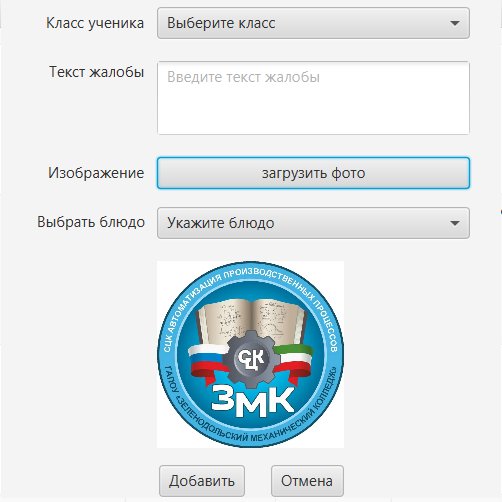 Класс ученика
Выберите класс
Текст жалобы
Введите текст жалобы
Изображение
загрузить фото
Выбрать блюдо
Укажите блюдо
СЦК АВТОМАТИЗАЦИЯ ПРОИЗВОДСТВЕННЫХ ПРОЦЕССОВ
СЦК
ЗМК
ГАПОУ «ЗЕЛЕНОДОЛЬСКИЙ МЕХАНИЧЕСКИЙ КОЛЛЕДЖ»
Добавить
Отмена